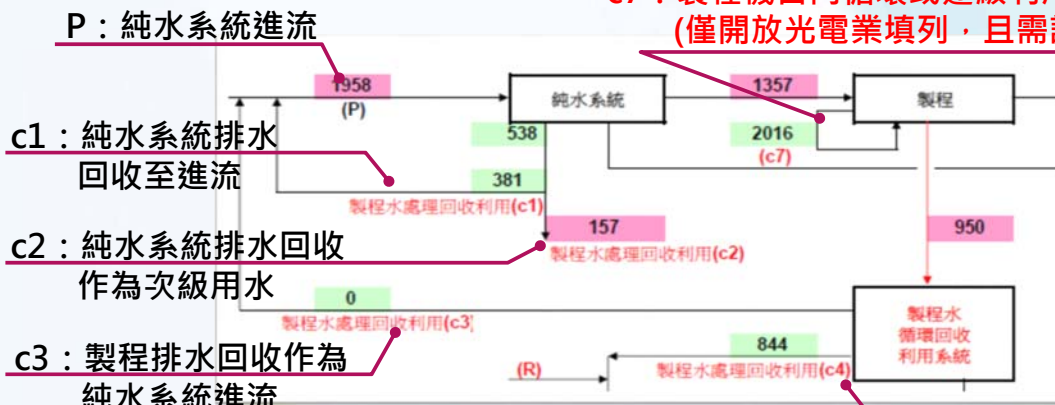 (僅開放光電業填列，且需
P：純水系統進流
1958
(P)
純水系統
1357
製程
c1：純水系統排水
回收至進流
538
2016
(c7)
381
製程水處理回收利用(c1)
157
製程水處理回收利用(c2)
950
c2：純水系統排水回收
作為次級用水
0
製程水處理回收利用(c3)
製程水
循環回收
利用系統
c3：製程排水回收作為
純水系統進流
844
(R)
製程水處理回收利用(c4)